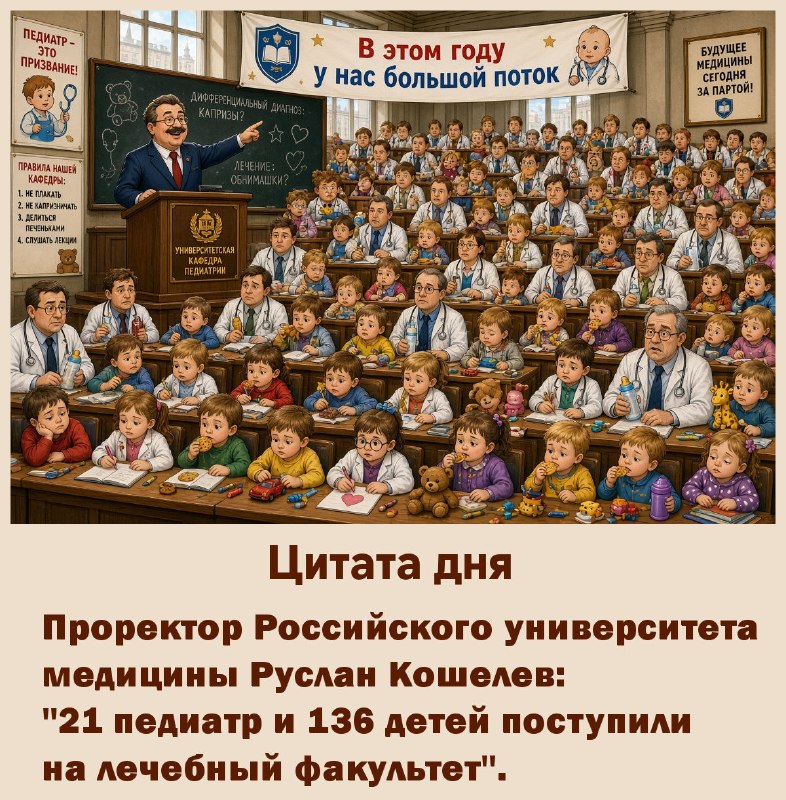 ПЕДИАТР –
ЭТО
ПРИЗВАНИЕ!
В этом году
у нас большой поток
БУДУЩЕЕ
МЕДИЦИНЫ
СЕГОДНЯ
ЗА ПАРТОЙ!
ДИФФЕРЕНЦИАЛЬНЫЙ ДИАГНОЗ:
КАПРИЗЫ?
ЛЕЧЕНИЕ:
ОБНИМАШКИ?
ПРАВИЛА НАШЕЙ
КАФЕДРЫ:
1. НЕ ПЛАКАТЬ
2. НЕ КАПРИЗНИЧАТЬ
3. ДЕЛИТЬСЯ
ПЕЧЕНЬКАМИ
4. СЛУШАТЬ ЛЕКЦИИ
УНИВЕРСИТЕТСКАЯ
КАФЕДРА
ПЕДИАТРИИ
Цитата дня
Проректор Российского университета
медицины Руслан Кошелев:
"21 педиатр и 136 детей поступили
на лечебный факультет".